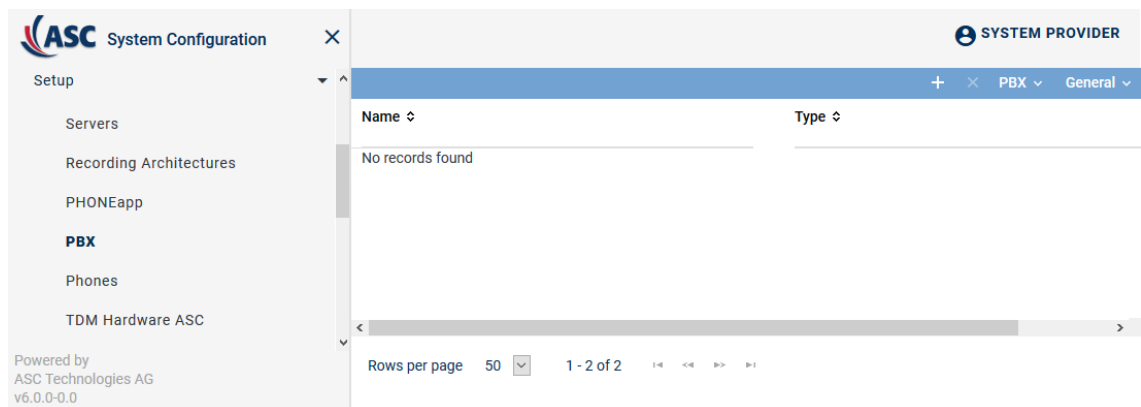 ASC System Configuration
SYSTEM PROVIDER
Setup
PBX General
Servers
Recording Architectures
PHONEapp
PBX
Phones
TDM Hardware ASC
Name Type
No records found
Powered by
ASC Technologies AG
v6.0.0-0.0
Rows per page 50 1 - 2 of 2